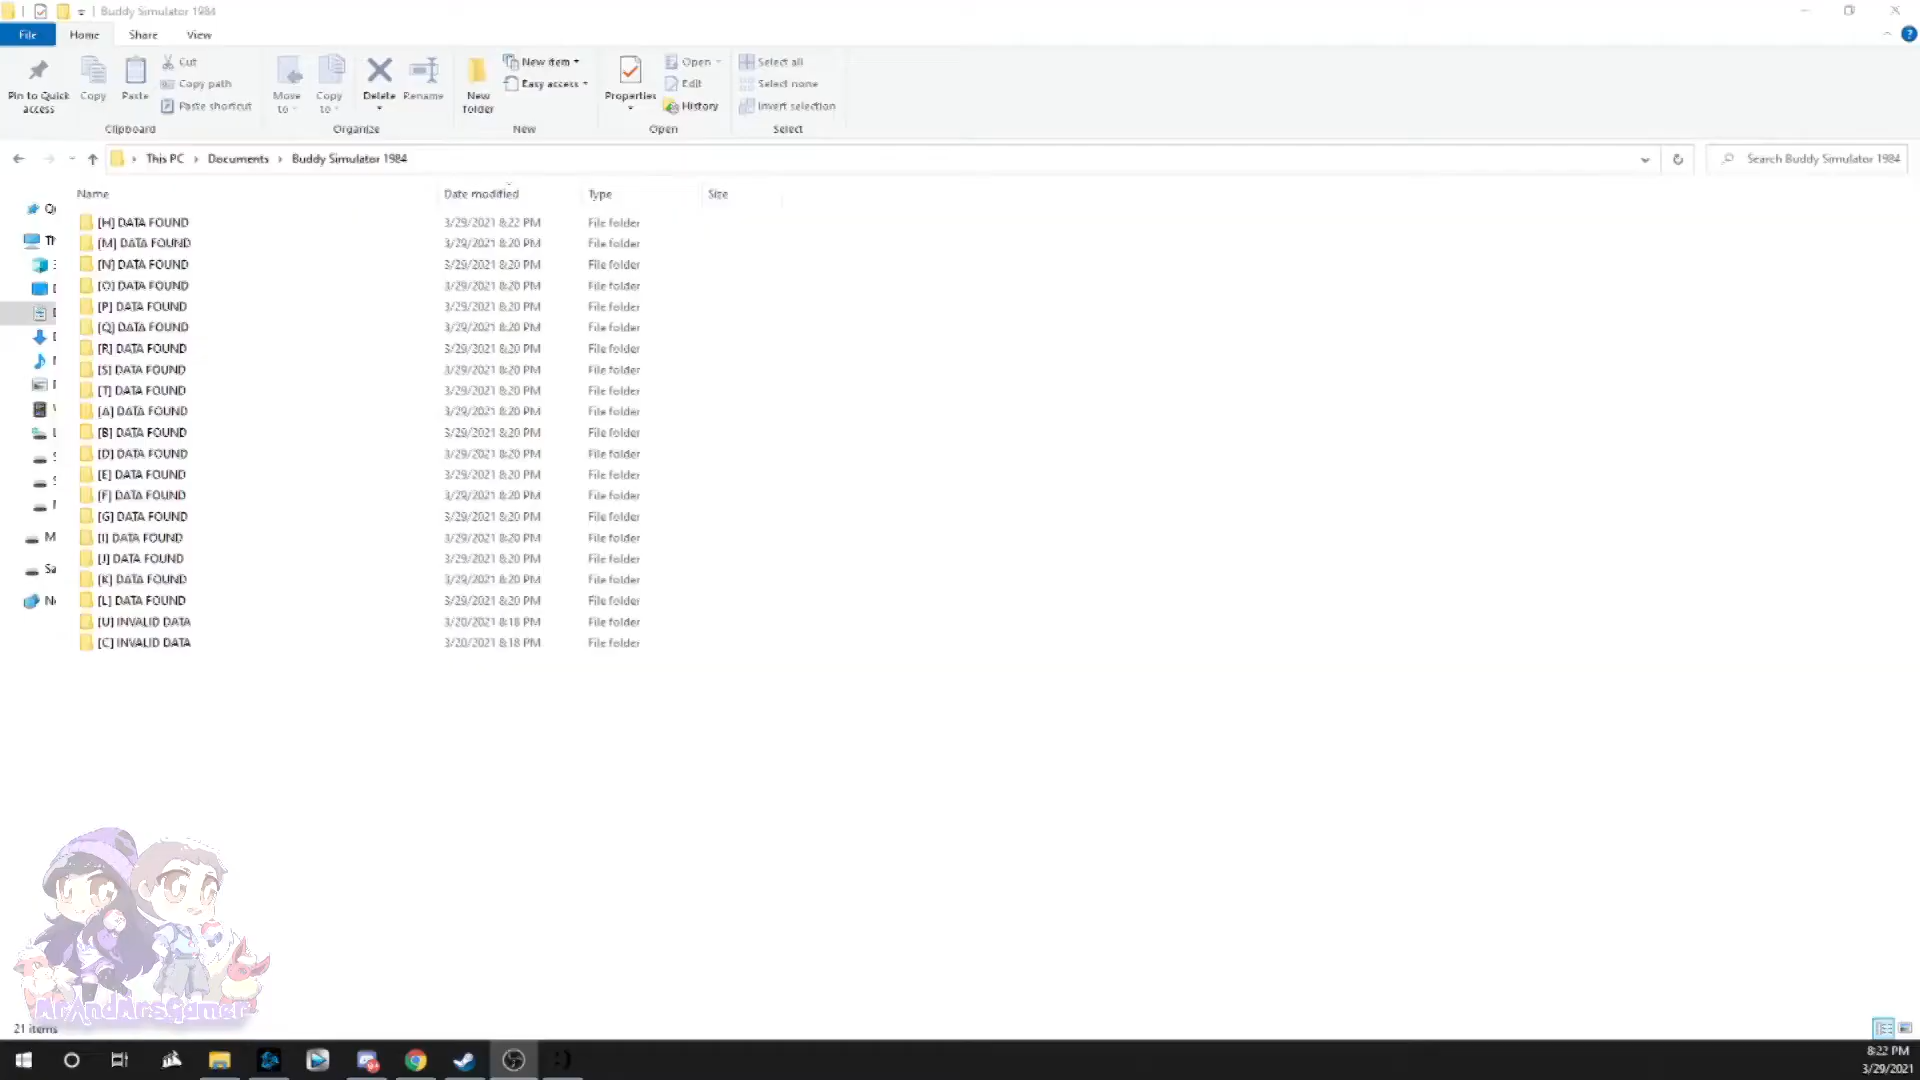 Buddy Simulator 1984
File Home Share View
Pin to Quick access
Copy
Paste
Cut
Copy path
Paste shortcut
Clipboard
Move to
Copy to
Delete
Rename
Organize
New folder
New item
Easy access
New
Properties
Open
Edit
History
Open
Select all
Select none
Invert selection
Select
This PC > Documents > Buddy Simulator 1984
Search Buddy Simulator 1984
Name Date modified Type Size
[H] DATA FOUND 3/29/2021 8:22 PM File folder
[M] DATA FOUND 3/29/2021 8:20 PM File folder
[N] DATA FOUND 3/29/2021 8:20 PM File folder
[O] DATA FOUND 3/29/2021 8:20 PM File folder
[P] DATA FOUND 3/29/2021 8:20 PM File folder
[Q] DATA FOUND 3/29/2021 8:20 PM File folder
[R] DATA FOUND 3/29/2021 8:20 PM File folder
[S] DATA FOUND 3/29/2021 8:20 PM File folder
[T] DATA FOUND 3/29/2021 8:20 PM File folder
[A] DATA FOUND 3/29/2021 8:20 PM File folder
[B] DATA FOUND 3/29/2021 8:20 PM File folder
[D] DATA FOUND 3/29/2021 8:20 PM File folder
[E] DATA FOUND 3/29/2021 8:20 PM File folder
[F] DATA FOUND 3/29/2021 8:20 PM File folder
[G] DATA FOUND 3/29/2021 8:20 PM File folder
[I] DATA FOUND 3/29/2021 8:20 PM File folder
[J] DATA FOUND 3/29/2021 8:20 PM File folder
[K] DATA FOUND 3/29/2021 8:20 PM File folder
[L] DATA FOUND 3/29/2021 8:20 PM File folder
[U] INVALID DATA 3/20/2021 8:18 PM File folder
[C] INVALID DATA 3/20/2021 8:18 PM File folder
MrAndMrsGamer
21 items
:)
8:22 PM
3/29/2021